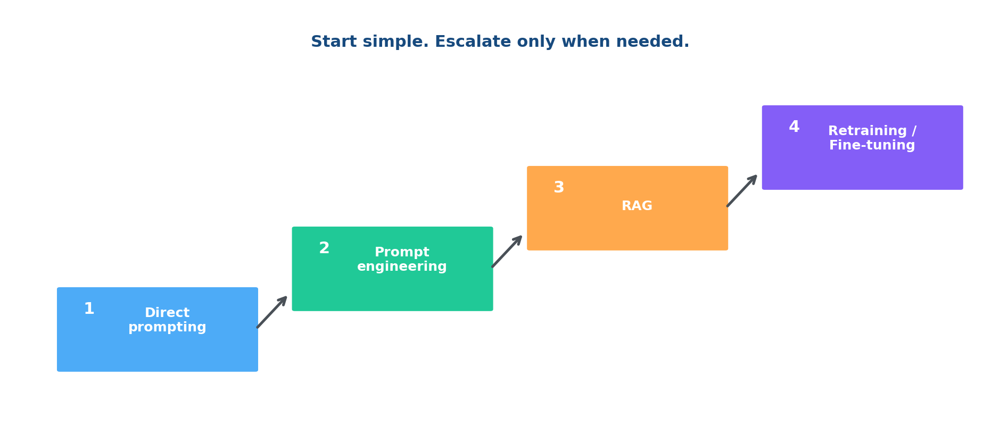 Start simple. Escalate only when needed.
1
Direct
prompting
2
Prompt
engineering
3
RAG
4
Retraining /
Fine-tuning